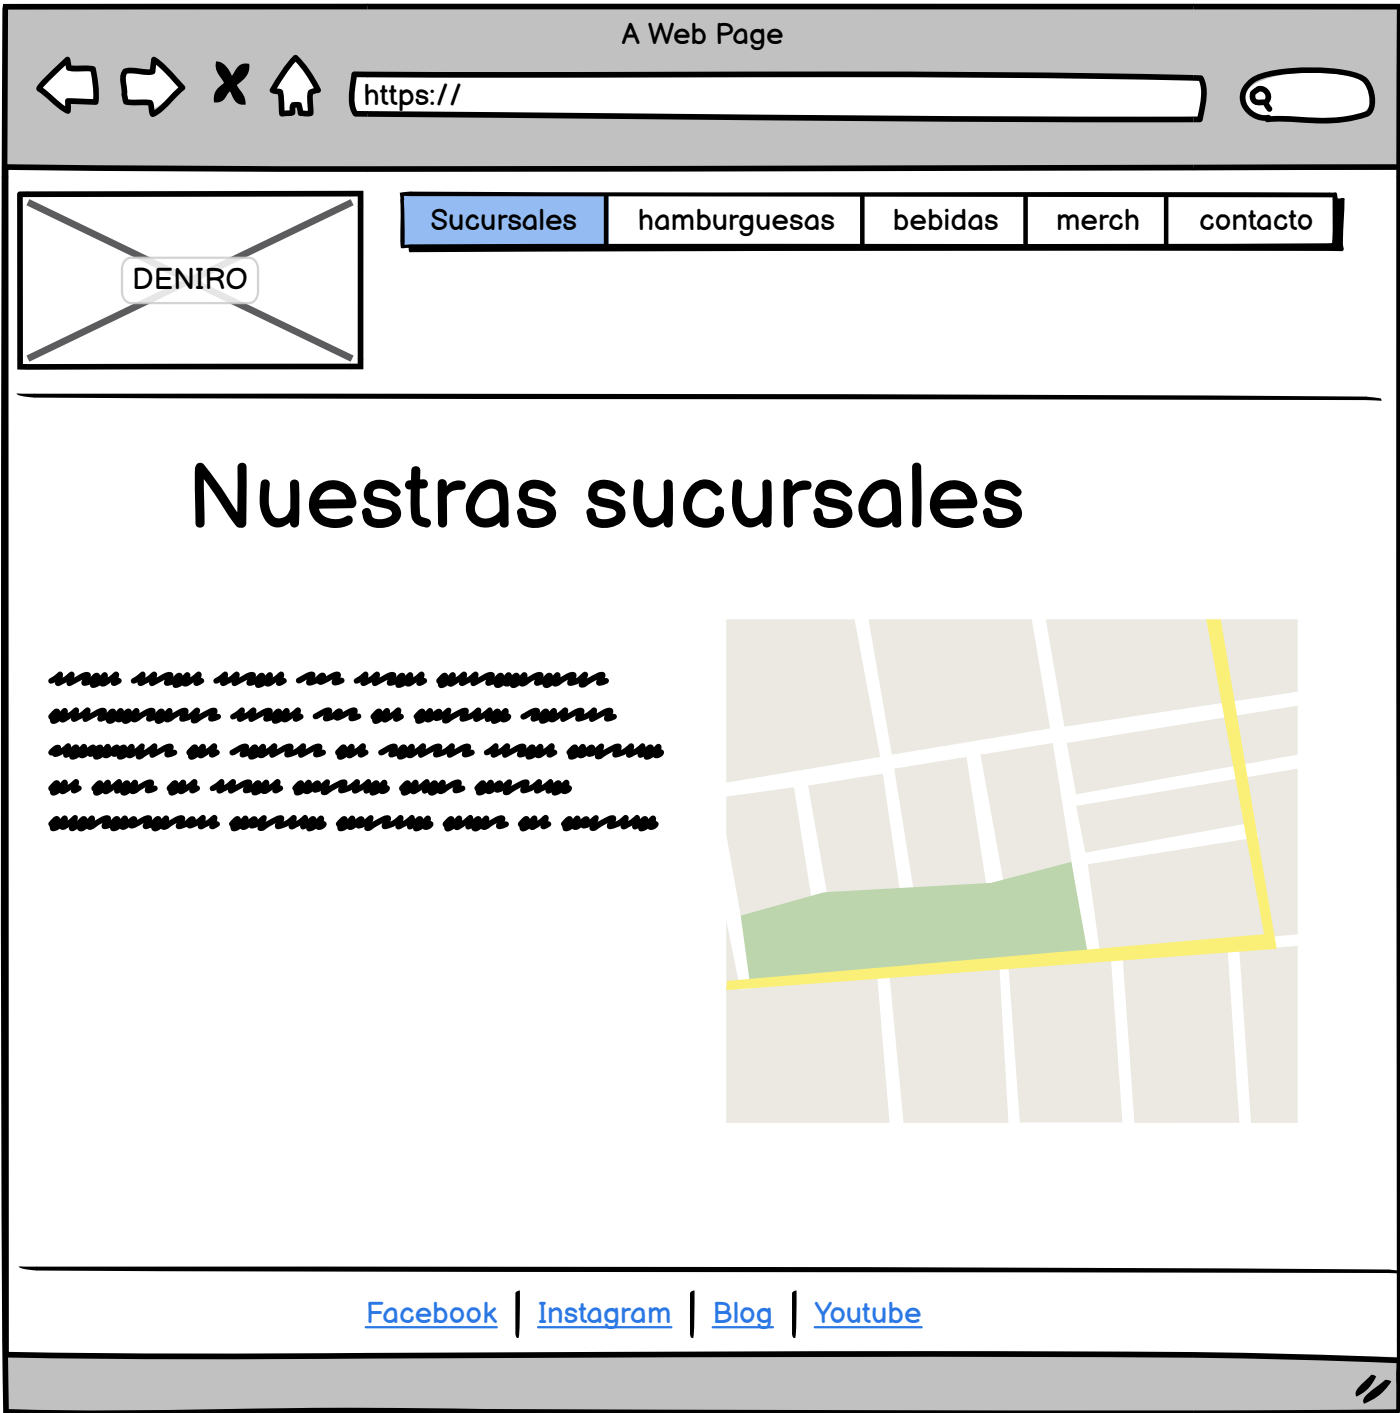 A Web Page
https://
DENIRO
Sucursales hamburguesas bebidas merch contacto
Nuestras sucursales
Facebook Instagram Blog Youtube